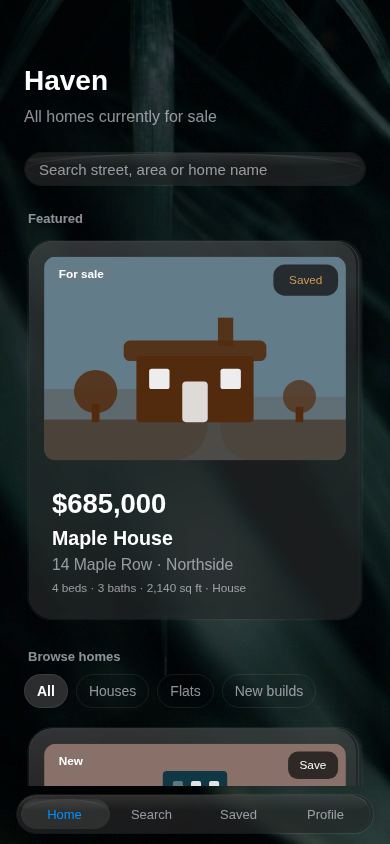 Haven
All homes currently for sale
Search street, area or home name
Featured
For sale
Saved
$685,000
Maple House
14 Maple Row · Northside
4 beds · 3 baths · 2,140 sq ft · House
Browse homes
All Houses Flats New builds
New
Save
Home Search Saved Profile